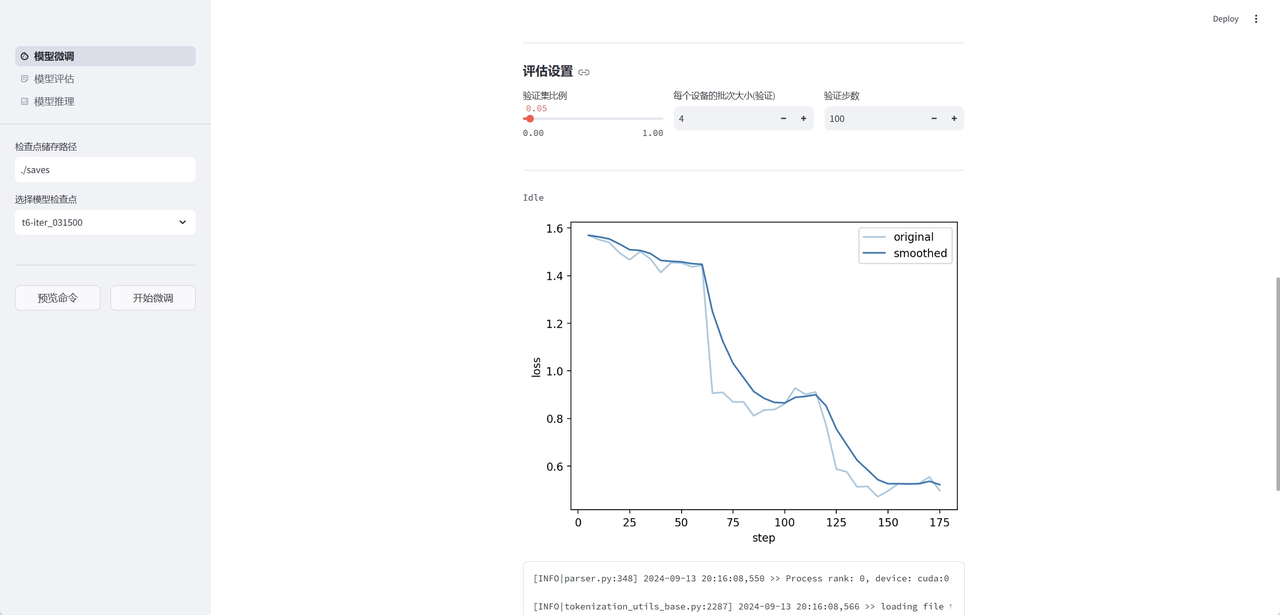 Deploy
模型微调
模型评估
模型推理
检查点储存路径
./saves
选择模型检查点
t6-iter_031500
预览命令
开始微调
评估设置
验证集比例
0.05
0.00
1.00
每个设备的批次大小(验证)
4
验证步数
100
Idle
original
smoothed
1.6
1.4
1.2
1.0
0.8
0.6
loss
0
25
50
75
100
125
150
175
step
[INFO|parser.py:348] 2024-09-13 20:16:08,550 >> Process rank: 0, device: cuda:0
[INFO|tokenization_utils_base.py:2287] 2024-09-13 20:16:08,566 >> loading file